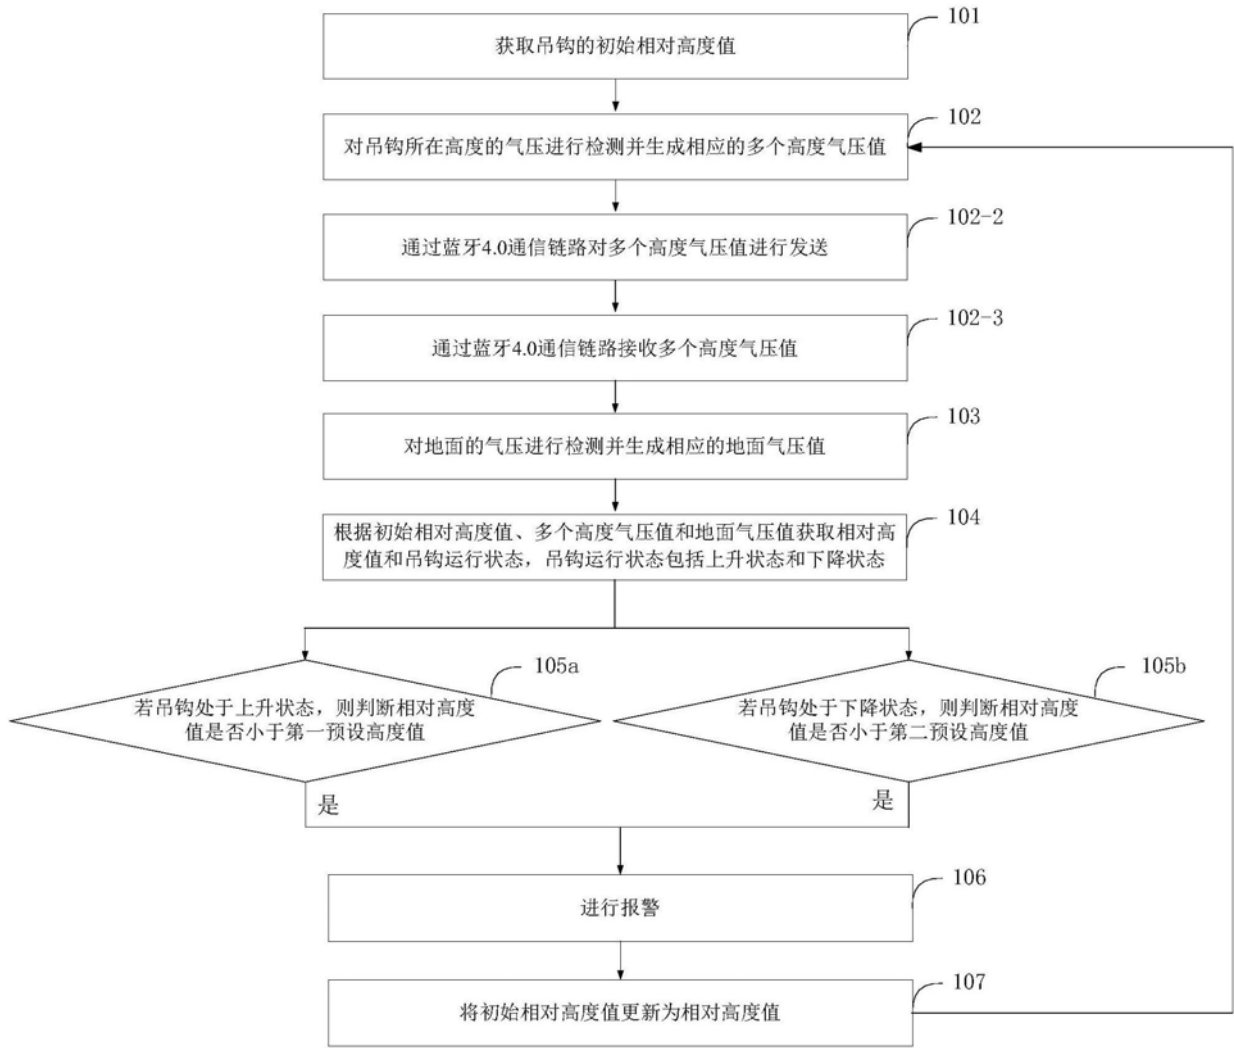 101
获取吊钩的初始相对高度值
102
对吊钩所在高度的气压进行检测并生成相应的多个高度气压值
102-2
通过蓝牙4.0通信链路对多个高度气压值进行发送
102-3
通过蓝牙4.0通信链路接收多个高度气压值
103
对地面的气压进行检测并生成相应的地面气压值
104
根据初始相对高度值、多个高度气压值和地面气压值获取相对高
度值和吊钩运行状态，吊钩运行状态包括上升状态和下降状态
105a
若吊钩处于上升状态，则判断相对高度
值是否小于第一预设高度值
105b
若吊钩处于下降状态，则判断相对高度
值是否小于第二预设高度值
是
是
106
进行报警
107
将初始相对高度值更新为相对高度值